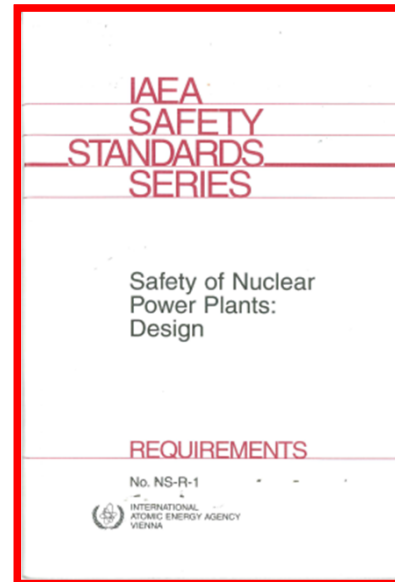 IAEA
SAFETY
STANDARDS
SERIES
Safety of Nuclear
Power Plants:
Design
REQUIREMENTS
No. NS-R-1
INTERNATIONAL
ATOMIC ENERGY AGENCY
VIENNA